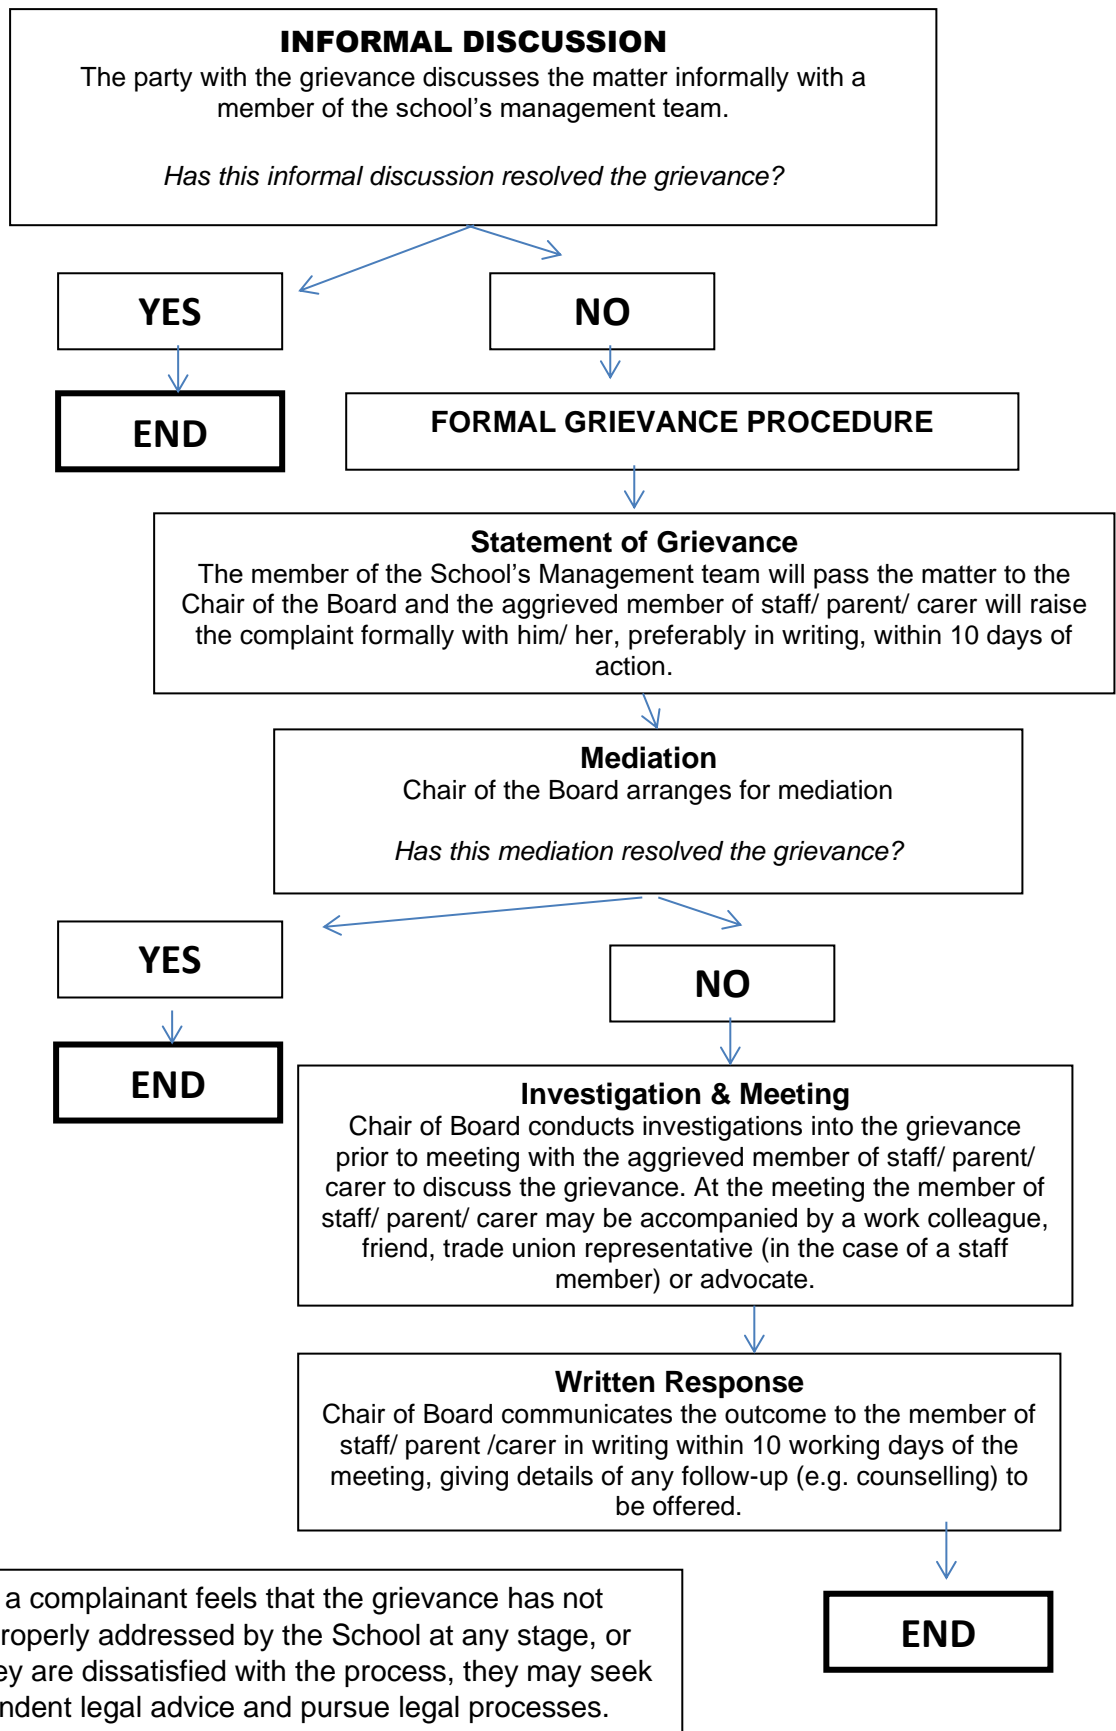 INFORMAL DISCUSSION
The party with the grievance discusses the matter informally with a
member of the school’s management team.
Has this informal discussion resolved the grievance?
YES
NO
END
FORMAL GRIEVANCE PROCEDURE
Statement of Grievance
The member of the School’s Management team will pass the matter to the
Chair of the Board and the aggrieved member of staff/ parent/ carer will raise
the complaint formally with him/ her, preferably in writing, within 10 days of
action.
Mediation
Chair of the Board arranges for mediation
Has this mediation resolved the grievance?
YES
NO
END
Investigation & Meeting
Chair of Board conducts investigations into the grievance
prior to meeting with the aggrieved member of staff/ parent/
carer to discuss the grievance. At the meeting the member of
staff/ parent/ carer may be accompanied by a work colleague,
friend, trade union representative (in the case of a staff
member) or advocate.
Written Response
Chair of Board communicates the outcome to the member of
staff/ parent /carer in writing within 10 working days of the
meeting, giving details of any follow-up (e.g. counselling) to
be offered.
a complainant feels that the grievance has not
roperly addressed by the School at any stage, or
ey are dissatisfied with the process, they may seek
ndent legal advice and pursue legal processes.
END